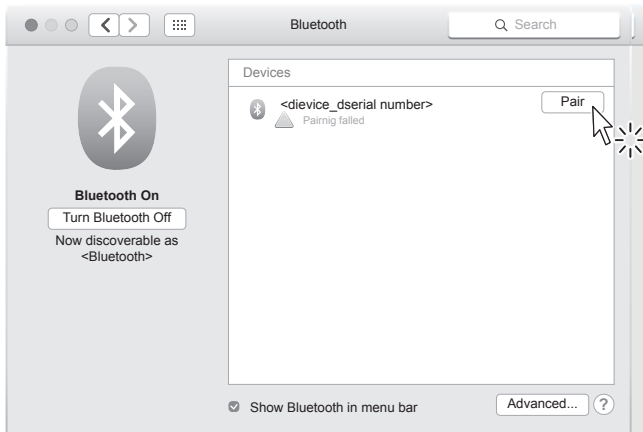 Bluetooth
Search
Devices
<dievice_dserial number>
Pair
Pairnig falled
Bluetooth On
Turn Bluetooth Off
Now discoverable as
<Bluetooth>
Show Bluetooth in menu bar
Advanced...
?